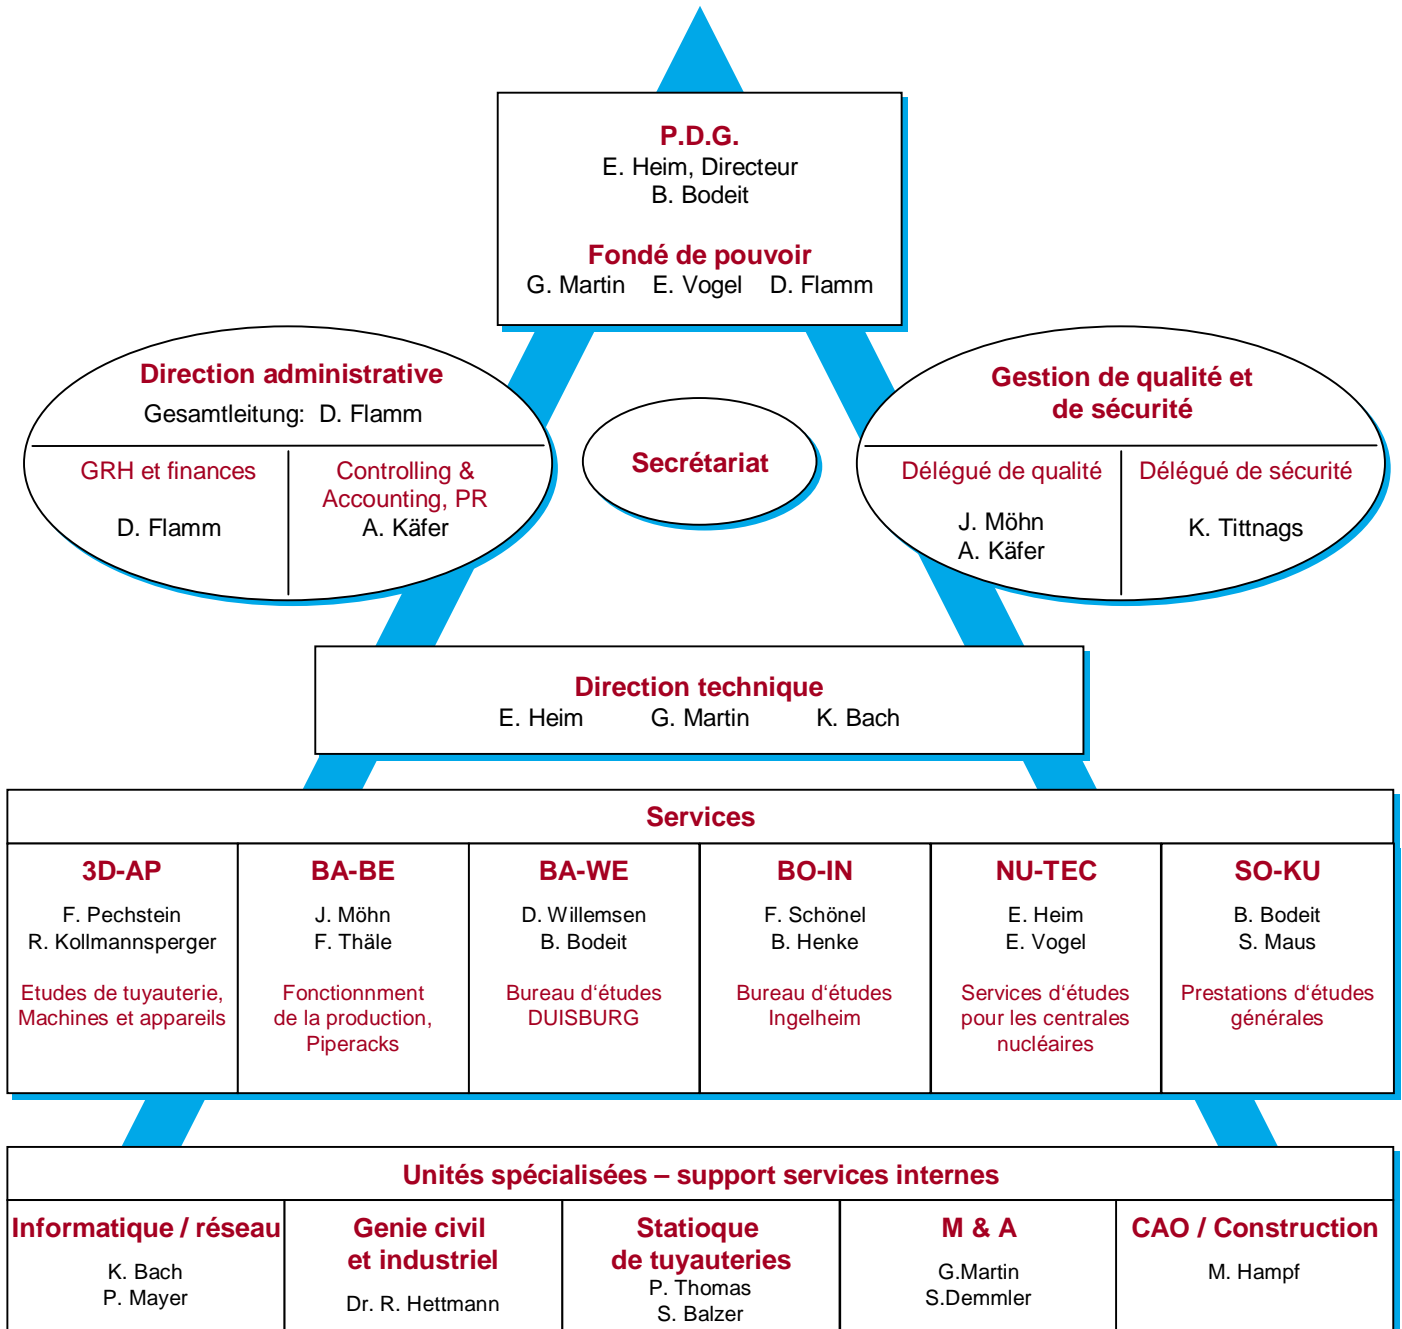 P.D.G.
E. Heim, Directeur
B. Bodeit
Fondé de pouvoir
G. Martin E. Vogel D. Flamm
Direction administrative
Gesamtleitung: D. Flamm
GRH et finances
D. Flamm
Controlling &
Accounting, PR
A. Käfer
Secrétariat
Gestion de qualité et
de sécurité
Délégué de qualité
J. Möhn
A. Käfer
Délégué de sécurité
K. Tittnags
Direction technique
E. Heim G. Martin K. Bach
Services
3D-AP
F. Pechstein
R. Kollmannsperger
Etudes de tuyauterie,
Machines et appareils
BA-BE
J. Möhn
F. Thäle
Fonctionnment
de la production,
Piperacks
BA-WE
D. Willemsen
B. Bodeit
Bureau d‘études
DUISBURG
BO-IN
F. Schönel
B. Henke
Bureau d‘études
Ingelheim
NU-TEC
E. Heim
E. Vogel
Services d‘études
pour les centrales
nucléaires
SO-KU
B. Bodeit
S. Maus
Prestations d‘études
générales
Unités spécialisées – support services internes
Informatique / réseau
K. Bach
P. Mayer
Genie civil
et industriel
Dr. R. Hettmann
Statioque
de tuyauteries
P. Thomas
S. Balzer
M & A
G.Martin
S.Demmler
CAO / Construction
M. Hampf